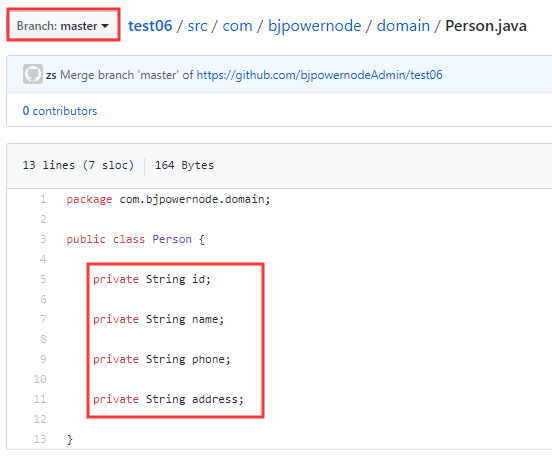 Branch: master test06 / src / com / bjpowernode / domain / Person.java
zs Merge branch 'master' of https://github.com/bjpowernodeAdmin/test06
0 contributors
13 lines (7 sloc) 164 Bytes
1 package com.bjpowernode.domain;
2
3 public class Person {
4
5 private String id;
6
7 private String name;
8
9 private String phone;
10
11 private String address;
12
13 }